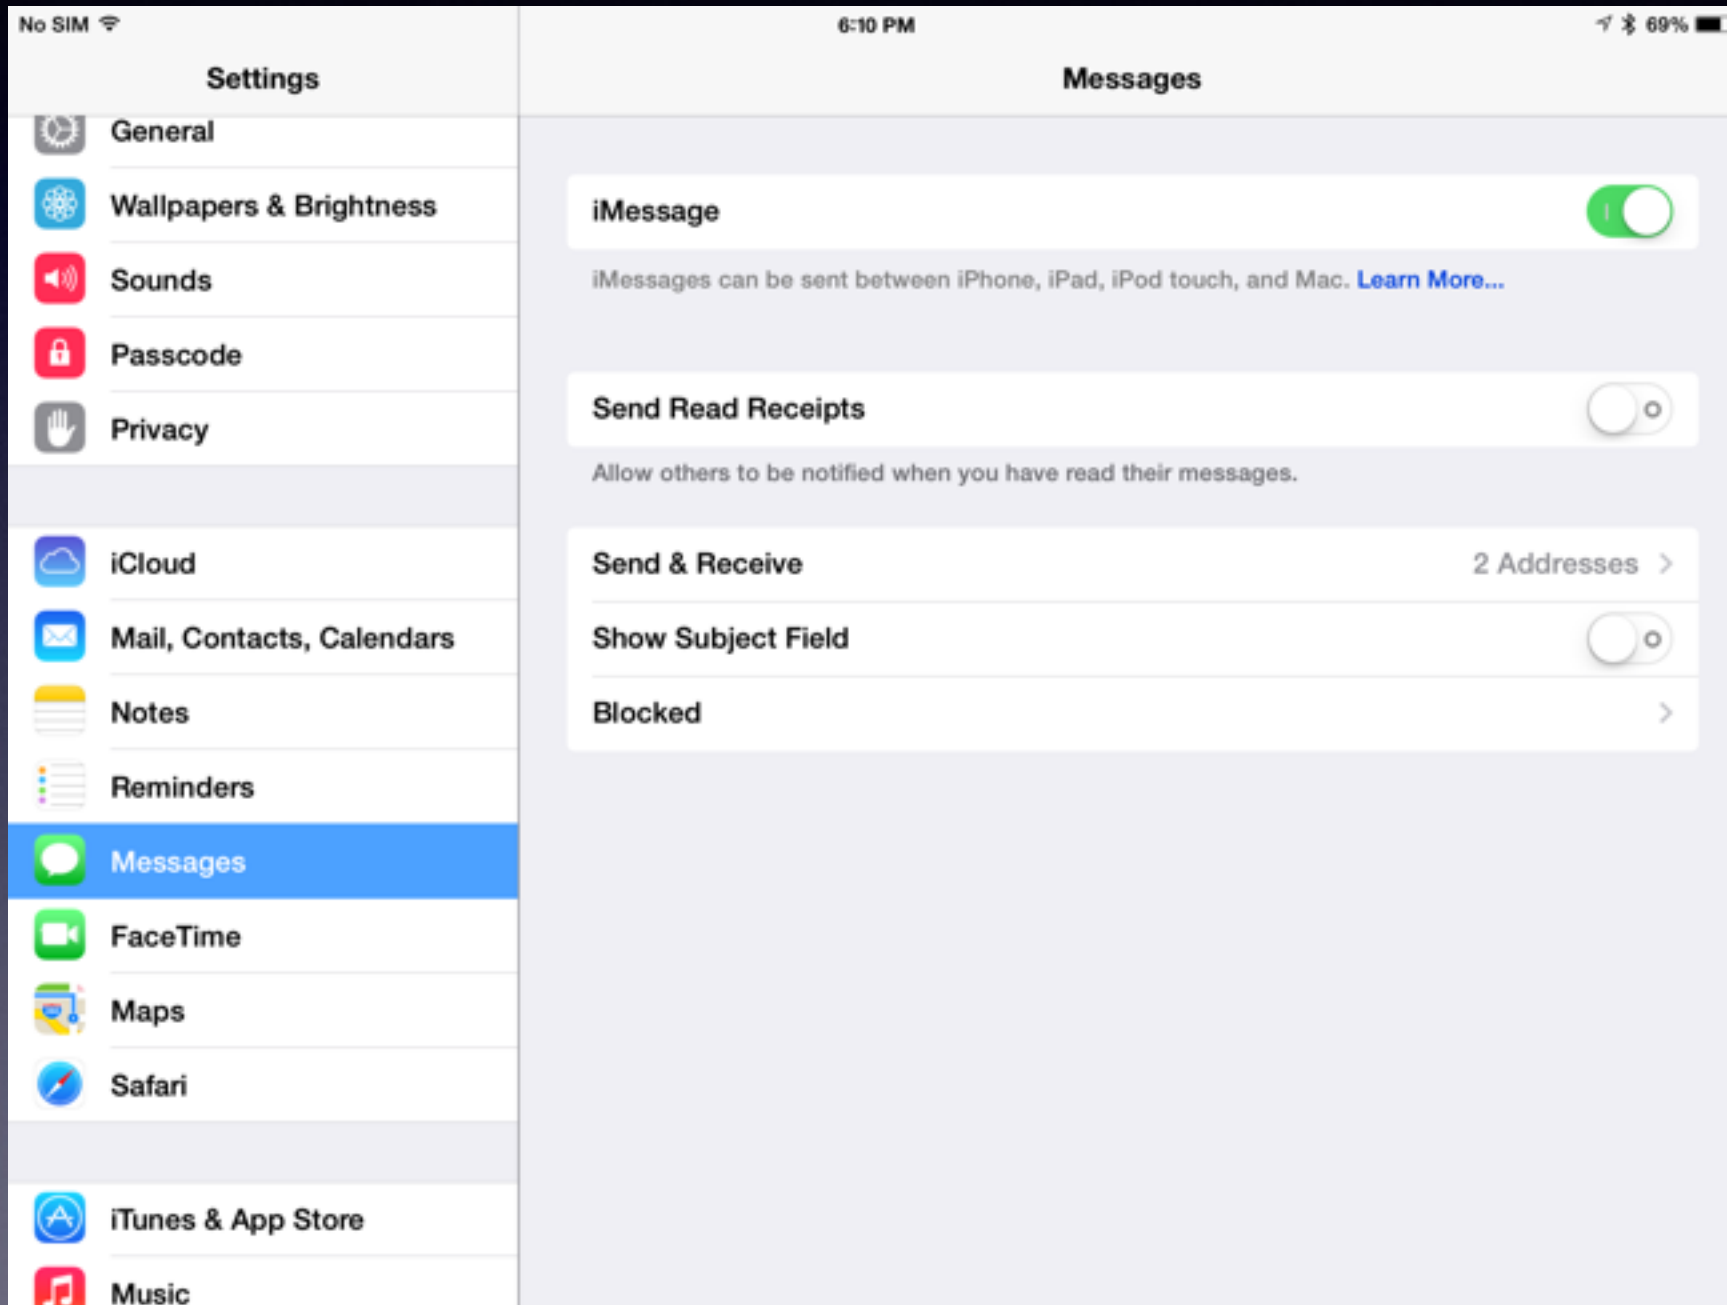 No SIM
6:10 PM
69%
Settings
General
Wallpapers & Brightness
Sounds
Passcode
Privacy
iCloud
Mail, Contacts, Calendars
Notes
Reminders
Messages
FaceTime
Maps
Safari
iTunes & App Store
Music
Messages
iMessage
iMessages can be sent between iPhone, iPad, iPod touch, and Mac. Learn More...
Send Read Receipts
Allow others to be notified when you have read their messages.
Send & Receive 2 Addresses
Show Subject Field
Blocked